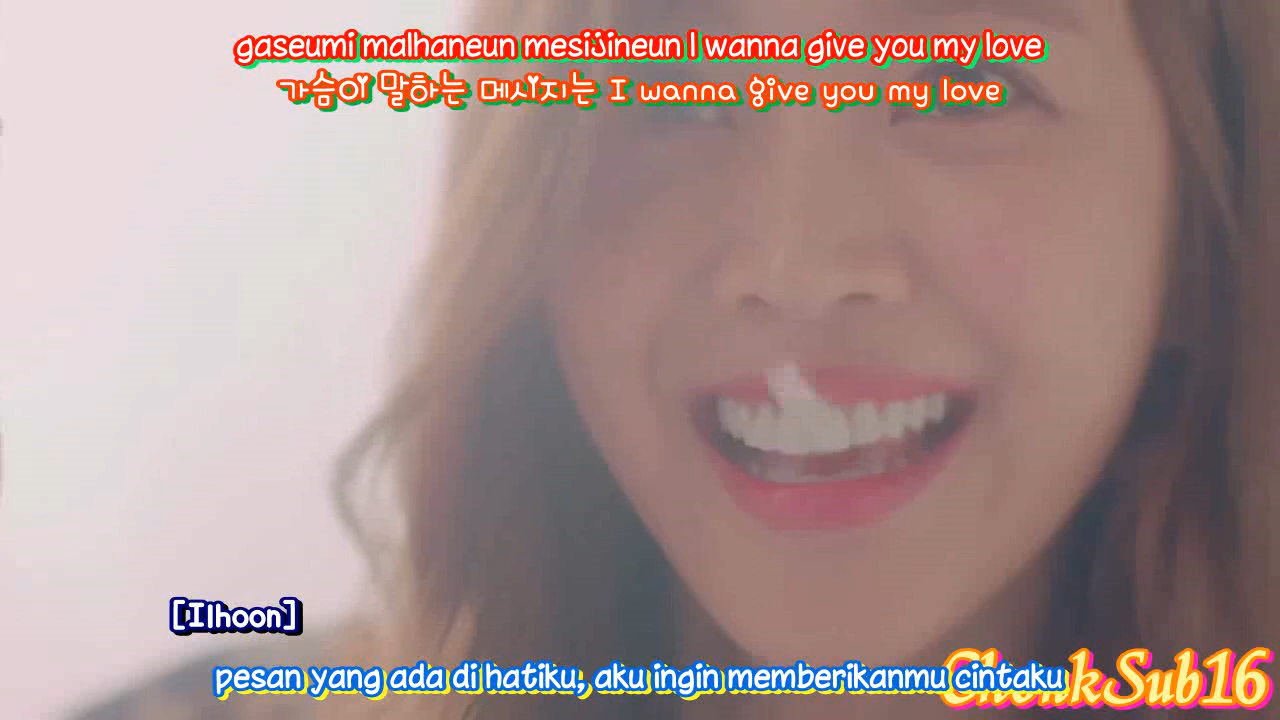 gaseumi malhaneun mesijineun I wanna give you my love
가슴이 말하는 메시지는 I wanna give you my love
[Ilhoon]
pesan yang ada di hatiku, aku ingin memberikanmu cintaku
ChonkSub16